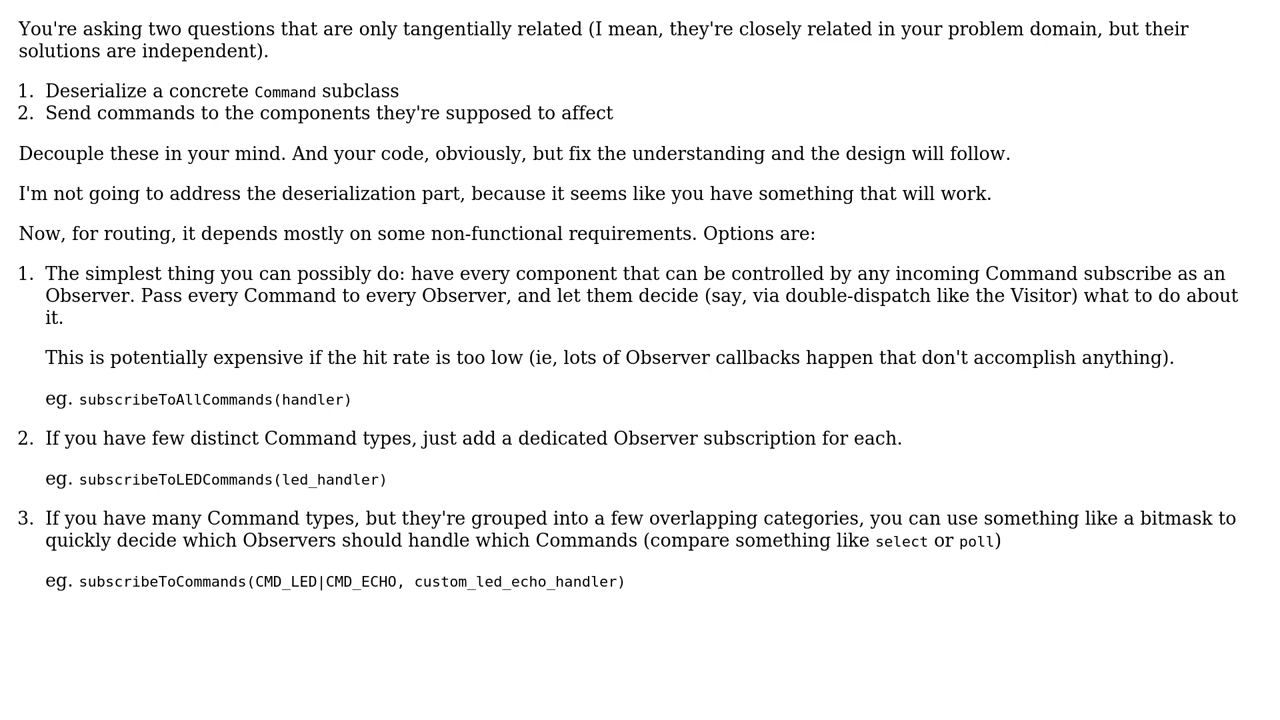 You're asking two questions that are only tangentially related (I mean, they're closely related in your problem domain, but their
solutions are independent).
1. Deserialize a concrete Command subclass
2. Send commands to the components they're supposed to affect
Decouple these in your mind. And your code, obviously, but fix the understanding and the design will follow.
I'm not going to address the deserialization part, because it seems like you have something that will work.
Now, for routing, it depends mostly on some non-functional requirements. Options are:
1. The simplest thing you can possibly do: have every component that can be controlled by any incoming Command subscribe as an
Observer. Pass every Command to every Observer, and let them decide (say, via double-dispatch like the Visitor) what to do about
it.
This is potentially expensive if the hit rate is too low (ie, lots of Observer callbacks happen that don't accomplish anything).
eg. subscribeToAllCommands(handler)
2. If you have few distinct Command types, just add a dedicated Observer subscription for each.
eg. subscribeToLEDCommands(led_handler)
3. If you have many Command types, but they're grouped into a few overlapping categories, you can use something like a bitmask to
quickly decide which Observers should handle which Commands (compare something like select or poll)
eg. subscribeToCommands(CMD_LED|CMD_ECHO, custom_led_echo_handler)